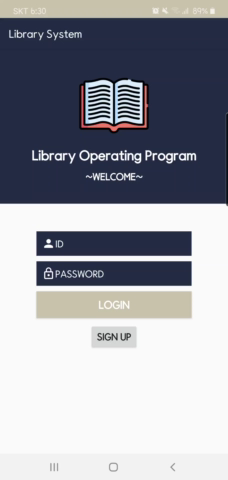 SKT 6:30
89%
Library System
Library Operating Program
~WELCOME~
ID
PASSWORD
LOGIN
SIGN UP